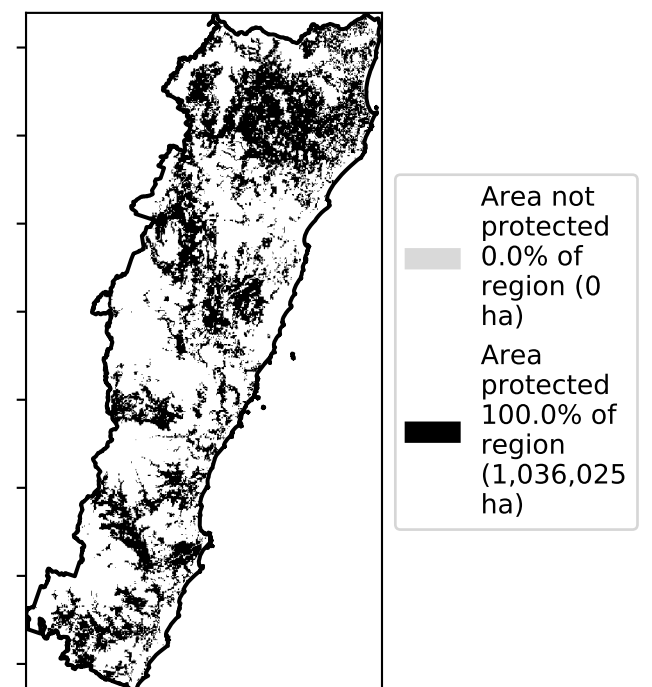 Area not
protected
0.0% of
region (0
ha)
Area
protected
100.0% of
region
(1,036,025
ha)